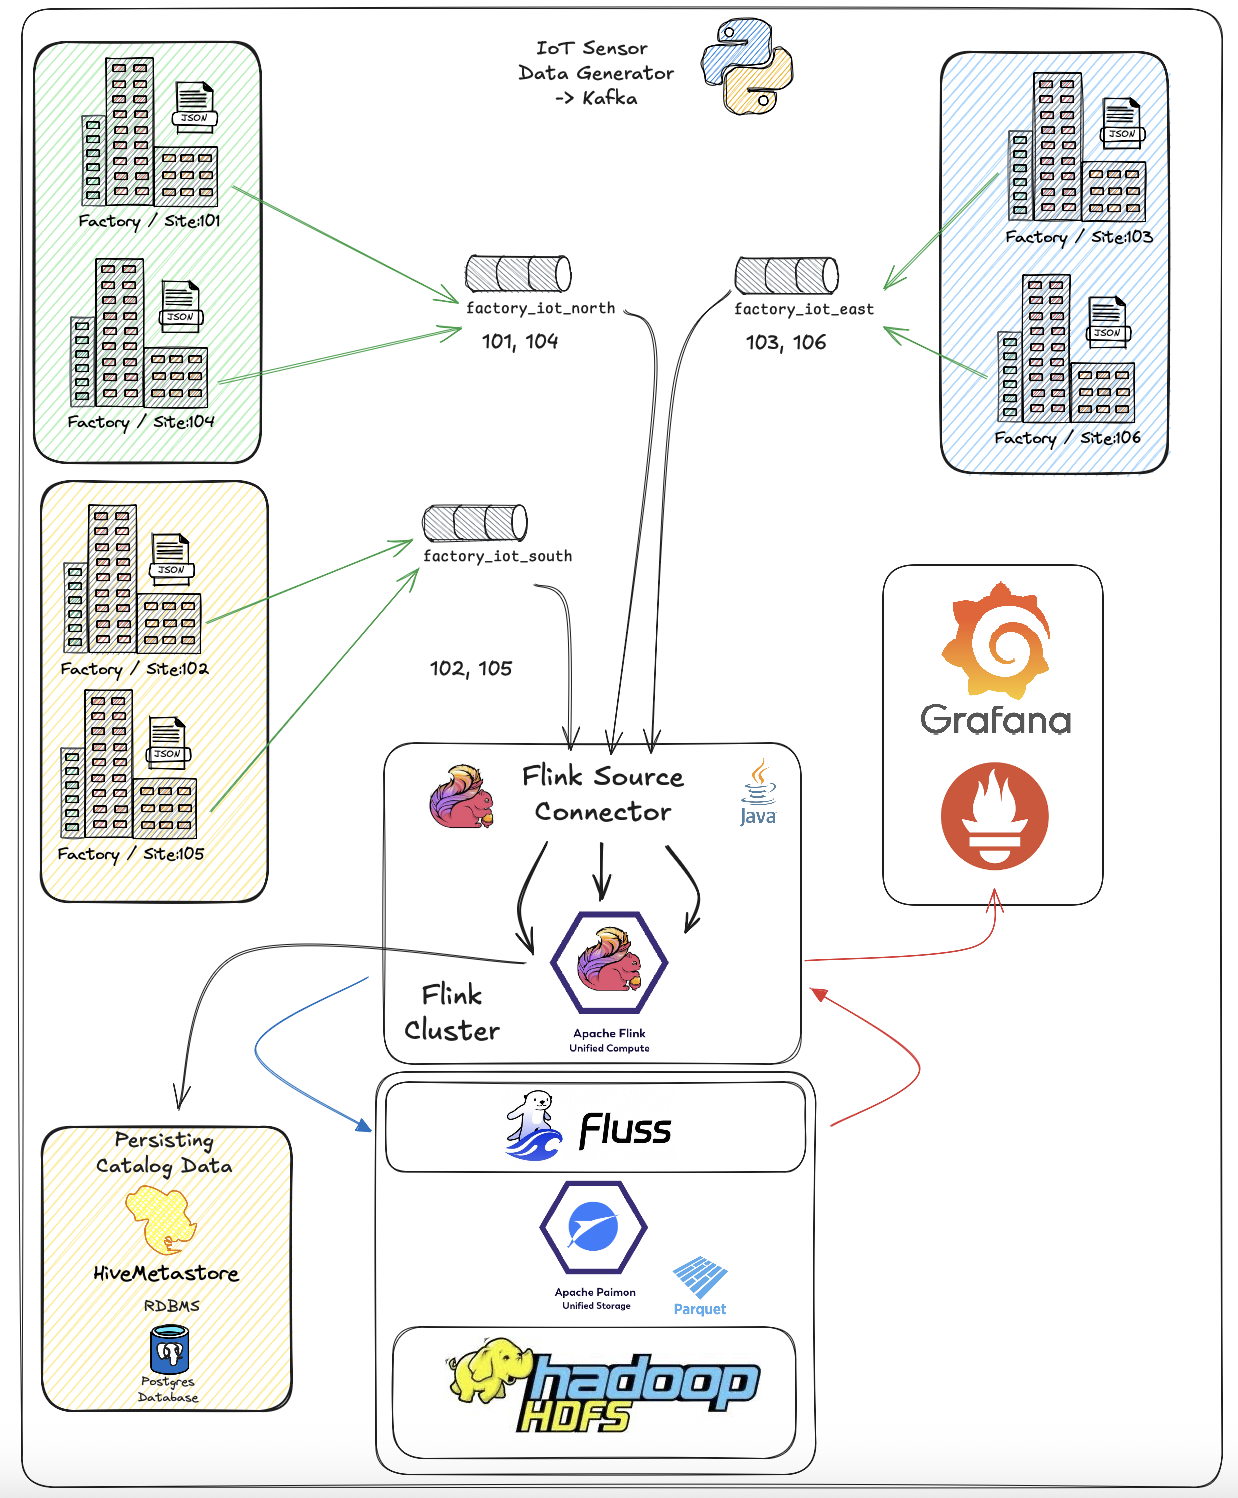 IoT Sensor
Data Generator
-> Kafka
JSON
Factory / Site:101
JSON
Factory / Site:104
JSON
Factory / Site:103
JSON
Factory / Site:106
factory_iot_north
101, 104
factory_iot_east
103, 106
JSON
Factory / Site:102
JSON
Factory / Site:105
factory_iot_south
102, 105
Flink Source
Connector
Java
Grafana
Flink
Cluster
Apache Flink
Unified Compute
Fluss
Apache Paimon
Unified Storage
Parquet
hadoop
HDFS
Persisting
Catalog Data
HiveMetastore
RDBMS
Postgres
Database